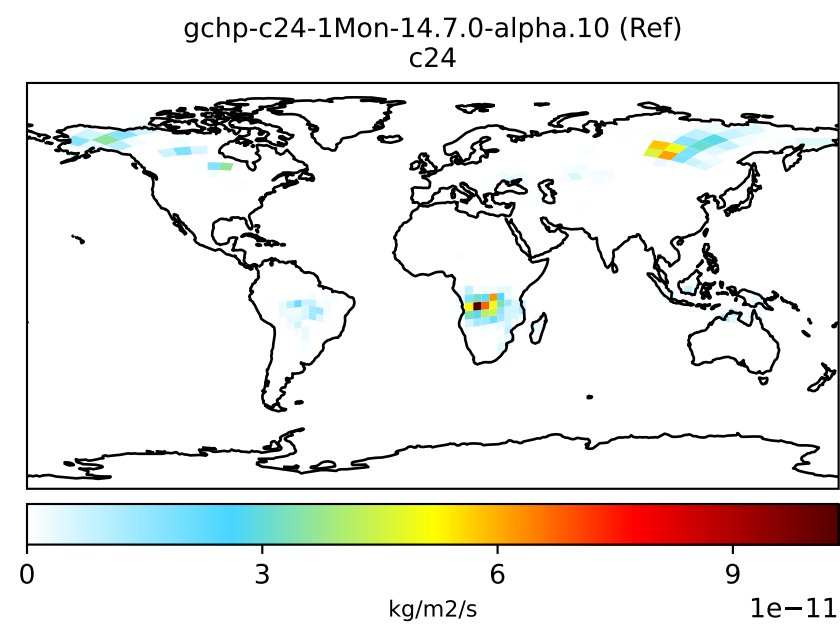 gchp-c24-1Mon-14.7.0-alpha.10 (Ref)
c24
0 3 6 9
kg/m2/s
1e−11